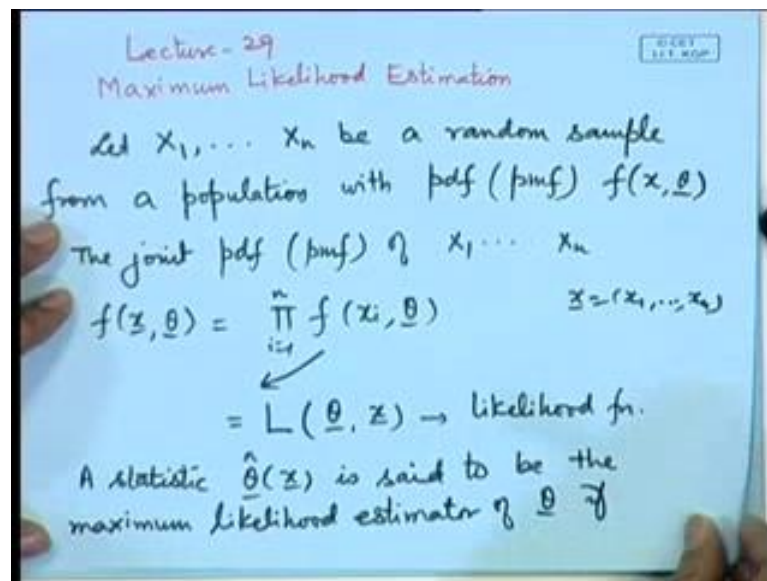 Lecture-29
Maximum Likelihood Estimation
Let X₁, ... Xₙ be a random sample
from a population with pdf (pmf) f(x, θ)
The joint pdf (pmf) of X₁ ... Xₙ
f(x, θ) = ∏ᵢ₌₁ⁿ f(xᵢ, θ) x = (x₁, ..., xₙ)
= L(θ, x) → likelihood fn.
A statistic θ̂(x) is said to be the
maximum likelihood estimator of θ if